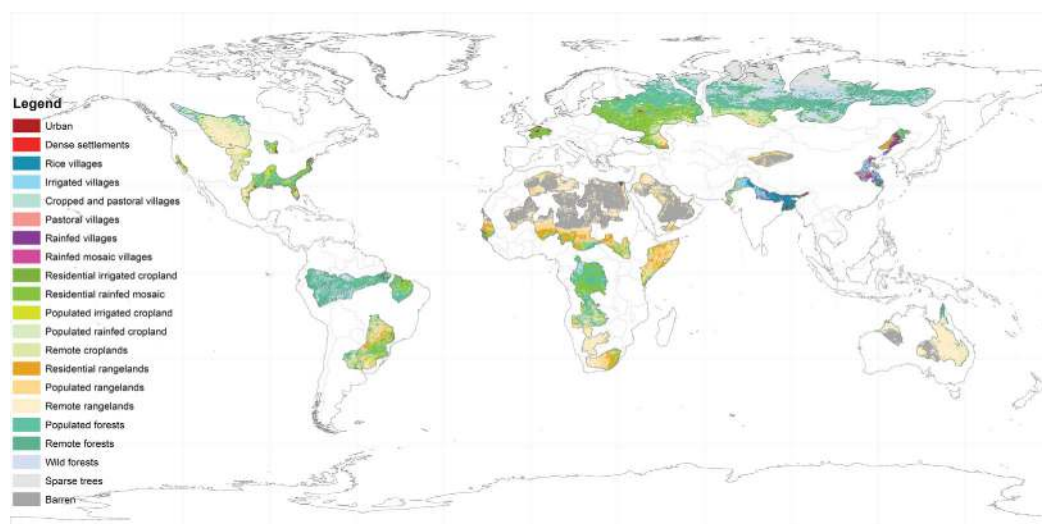 Legend
Urban
Dense settlements
Rice villages
Irrigated villages
Cropped and pastoral villages
Pastoral villages
Rainfed villages
Rainfed mosaic villages
Residential irrigated cropland
Residential rainfed mosaic
Populated irrigated cropland
Populated rainfed cropland
Remote croplands
Residential rangelands
Populated rangelands
Remote rangelands
Populated forests
Remote forests
Wild forests
Sparse trees
Barren